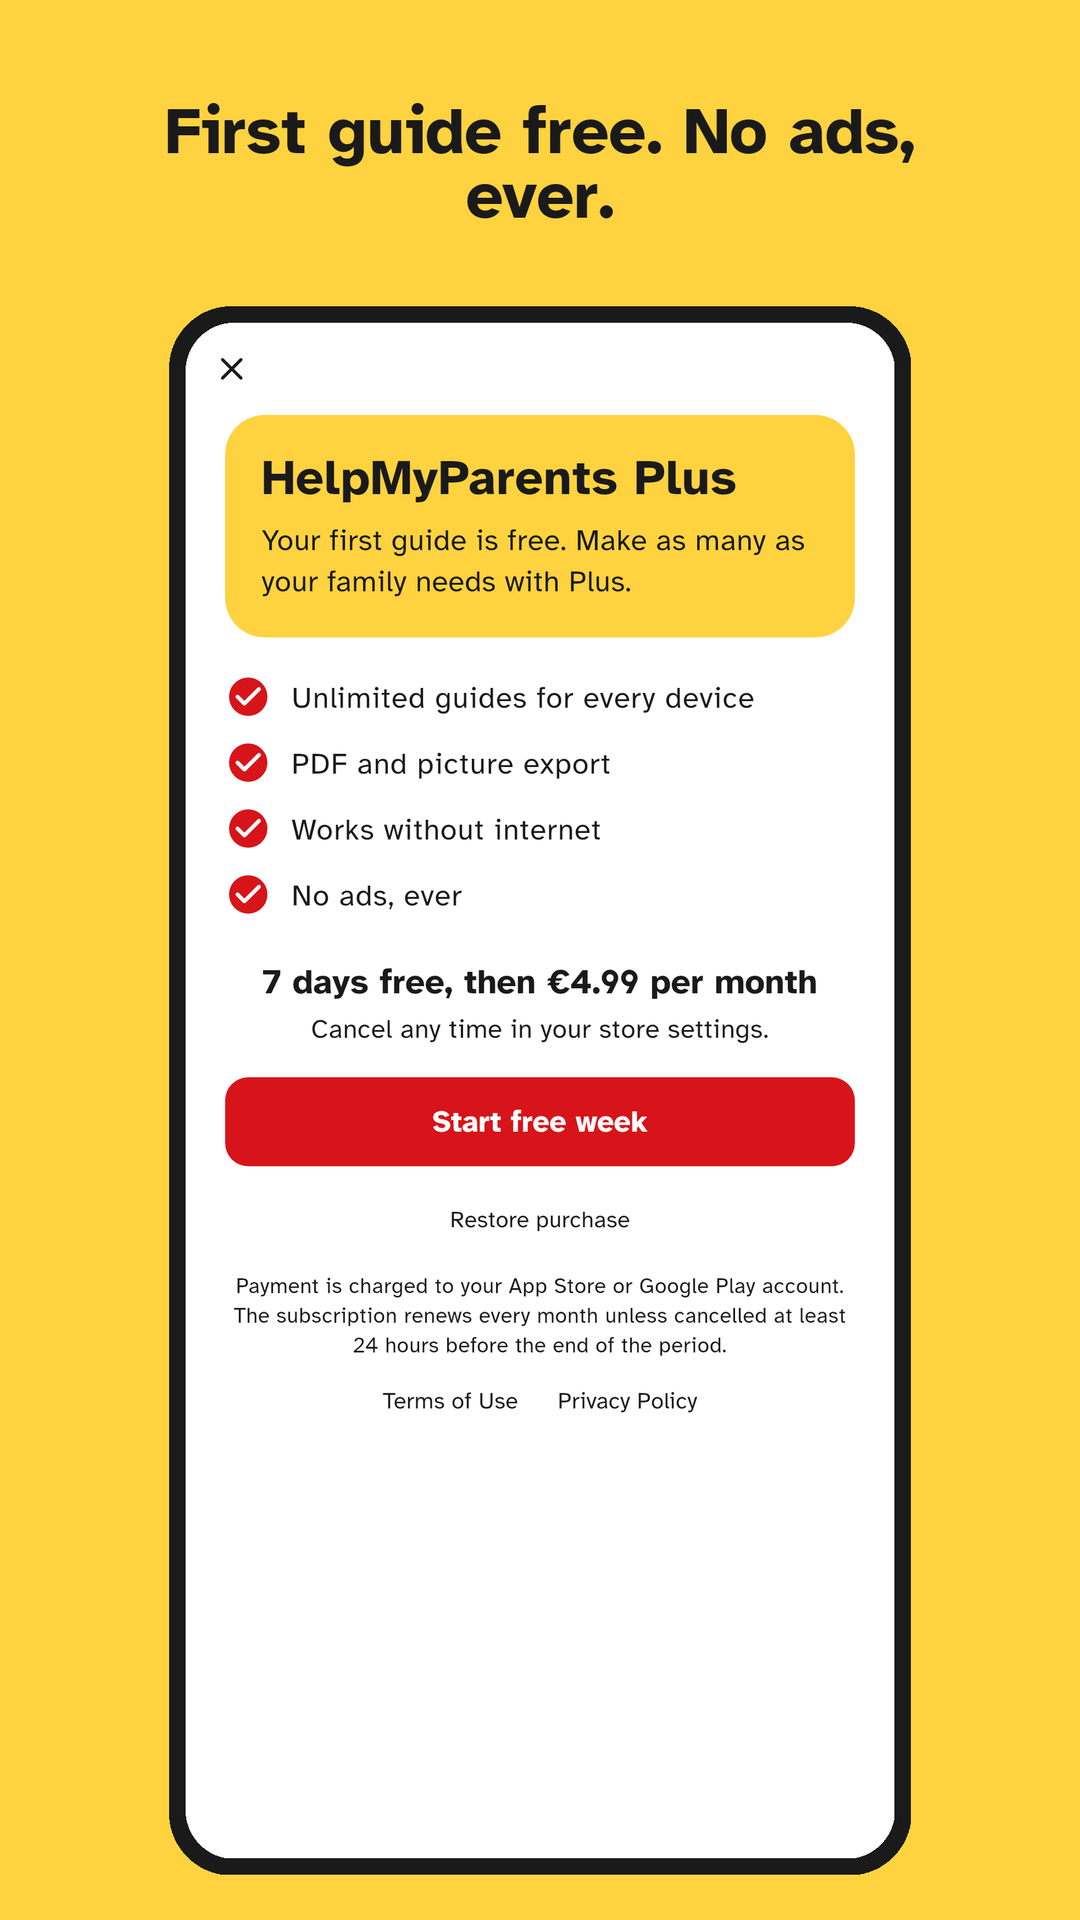 First guide free. No ads,
ever.
HelpMyParents Plus
Your first guide is free. Make as many as
your family needs with Plus.
Unlimited guides for every device
PDF and picture export
Works without internet
No ads, ever
7 days free, then €4.99 per month
Cancel any time in your store settings.
Start free week
Restore purchase
Payment is charged to your App Store or Google Play account.
The subscription renews every month unless cancelled at least
24 hours before the end of the period.
Terms of Use Privacy Policy